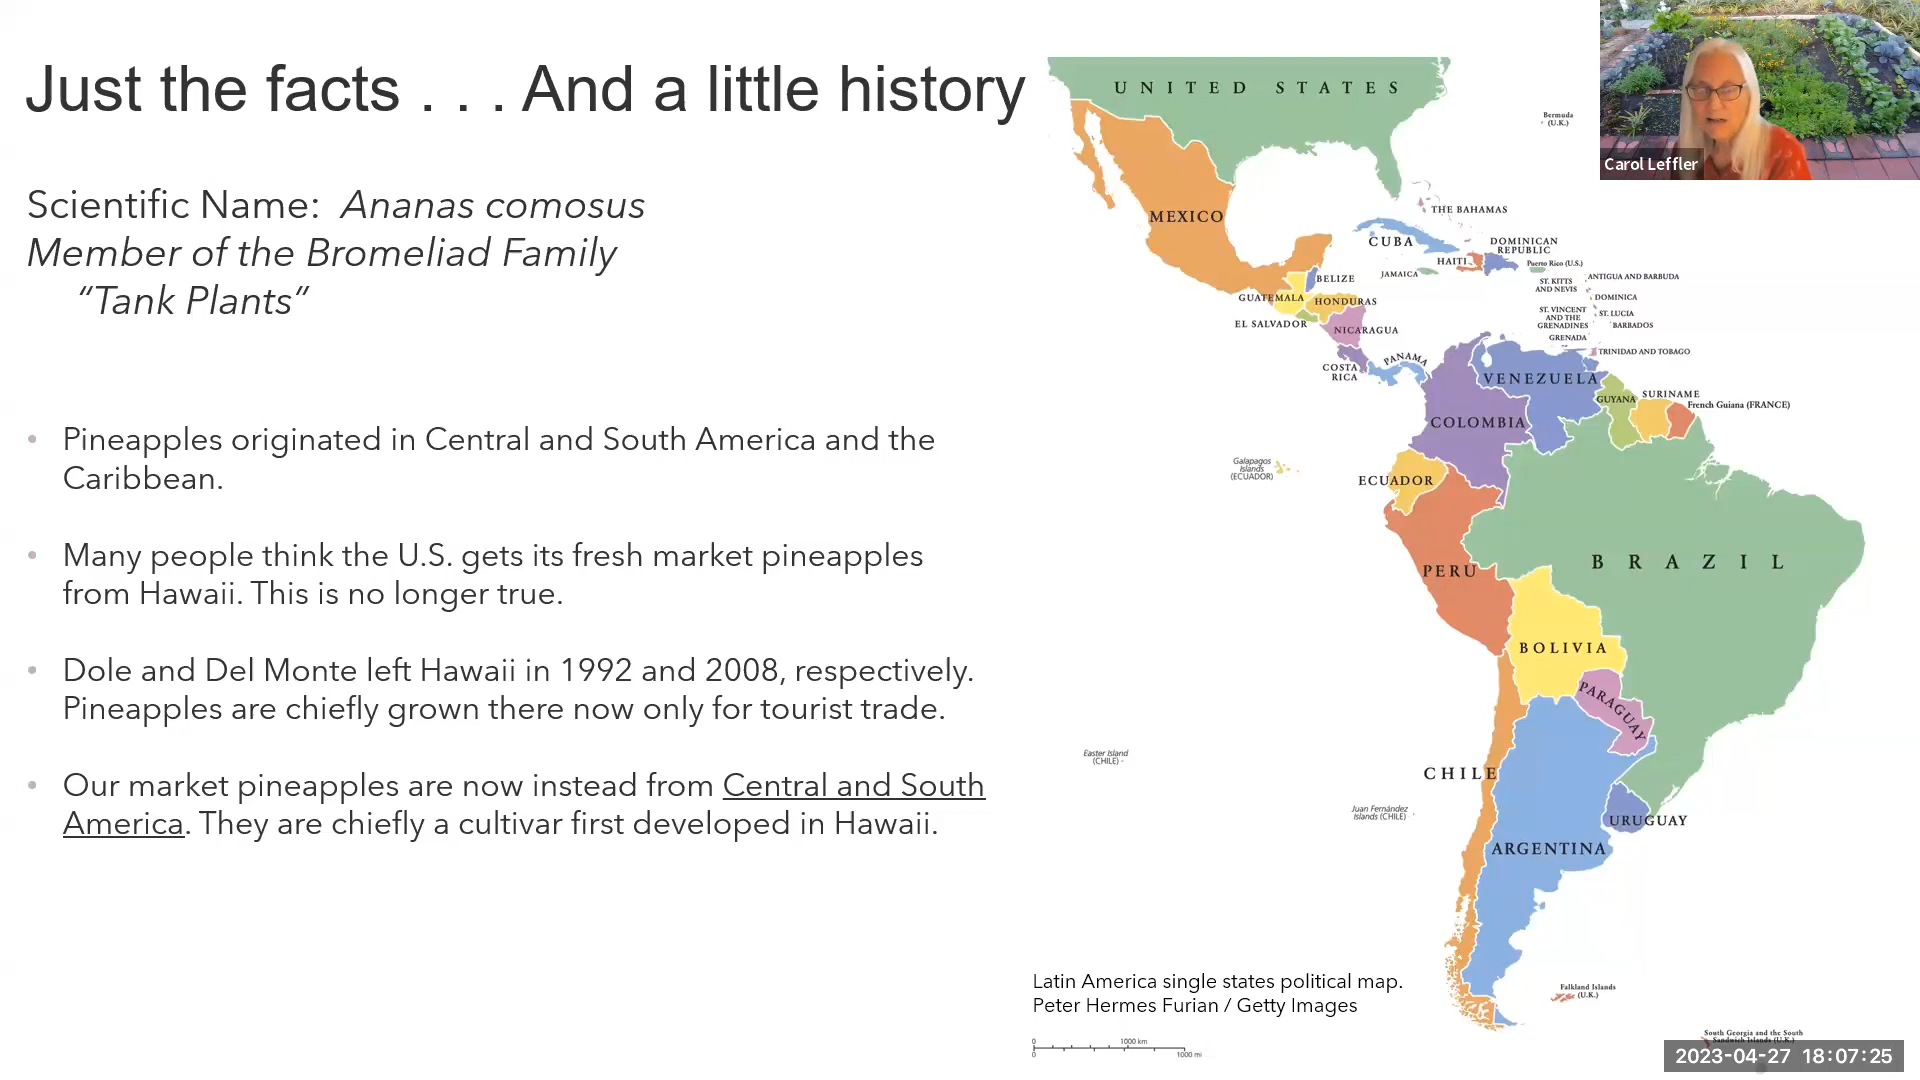 Just the facts . . . And a little history
Scientific Name:  Ananas comosus
Member of the Bromeliad Family
“Tank Plants”
• Pineapples originated in Central and South America and the
Caribbean.
• Many people think the U.S. gets its fresh market pineapples
from Hawaii. This is no longer true.
• Dole and Del Monte left Hawaii in 1992 and 2008, respectively.
Pineapples are chiefly grown there now only for tourist trade.
• Our market pineapples are now instead from Central and South
America. They are chiefly a cultivar first developed in Hawaii.
UNITED STATES
Bermuda
(U.K.)
MEXICO
THE BAHAMAS
CUBA
DOMINICAN
REPUBLIC
HAITI
Puerto Rico (U.S.)
JAMAICA
BELIZE
ANTIGUA AND BARBUDA
ST. KITTS
AND NEVIS
GUATEMALA
HONDURAS
DOMINICA
ST. VINCENT
AND THE
GRENADINES
ST. LUCIA
BARBADOS
EL SALVADOR
NICARAGUA
GRENADA
TRINIDAD AND TOBAGO
COSTA
RICA
PANAMA
VENEZUELA
GUYANA
SURINAME
French Guiana (FRANCE)
COLOMBIA
Galapagos
Islands
(ECUADOR)
ECUADOR
BRAZIL
PERU
BOLIVIA
PARAGUAY
Easter Island
(CHILE)
CHILE
Juan Fernández
Islands (CHILE)
URUGUAY
ARGENTINA
Falkland Islands
(U.K.)
South Georgia and the South
Sandwich Islands (U.K.)
Latin America single states political map.
Peter Hermes Furian / Getty Images
0 1000 km
0 1000 mi
Carol Leffler
2023-04-27 18:07:25